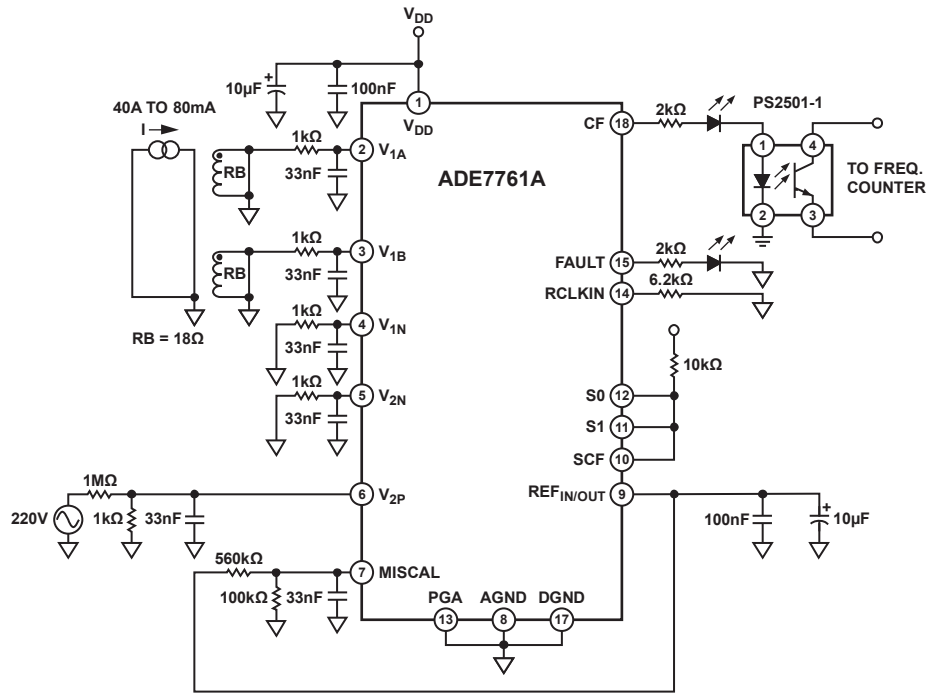 VDD
10µF
+
100nF
1
VDD
40A TO 80mA
I
1kΩ
2
V1A
RB
33nF
ADE7761A
CF
18
2kΩ
PS2501-1
1
4
2
3
TO FREQ.
COUNTER
1kΩ
3
V1B
RB
33nF
FAULT
15
2kΩ
RCLKIN
14
6.2kΩ
RB = 18Ω
1kΩ
4
V1N
33nF
1kΩ
5
V2N
33nF
10kΩ
S0
12
S1
11
SCF
10
REFIN/OUT
9
1MΩ
6
V2P
220V
1kΩ
33nF
100nF
+
10µF
560kΩ
7
MISCAL
100kΩ
33nF
PGA
AGND
DGND
13
8
17